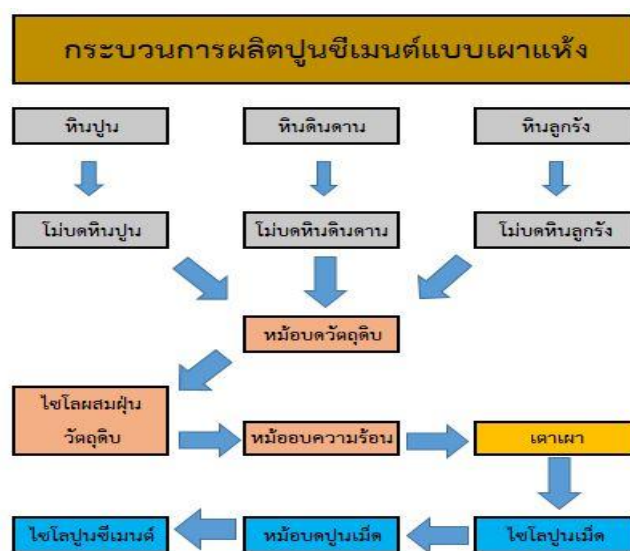 กระบวนการผลิตปูนซีเมนต์แบบเผาแห้ง
หินปูน
หินดินดาน
หินลูกรัง
โม่บดหินปูน
โม่บดหินดินดาน
โม่บดหินลูกรัง
หม้อบดวัตถุดิบ
ไซโลผสมฝุ่น
วัตถุดิบ
หม้ออบความร้อน
เตาเผา
ไซโลปูนซีเมนต์
หม้อบดปูนเม็ด
ไซโลปูนเม็ด